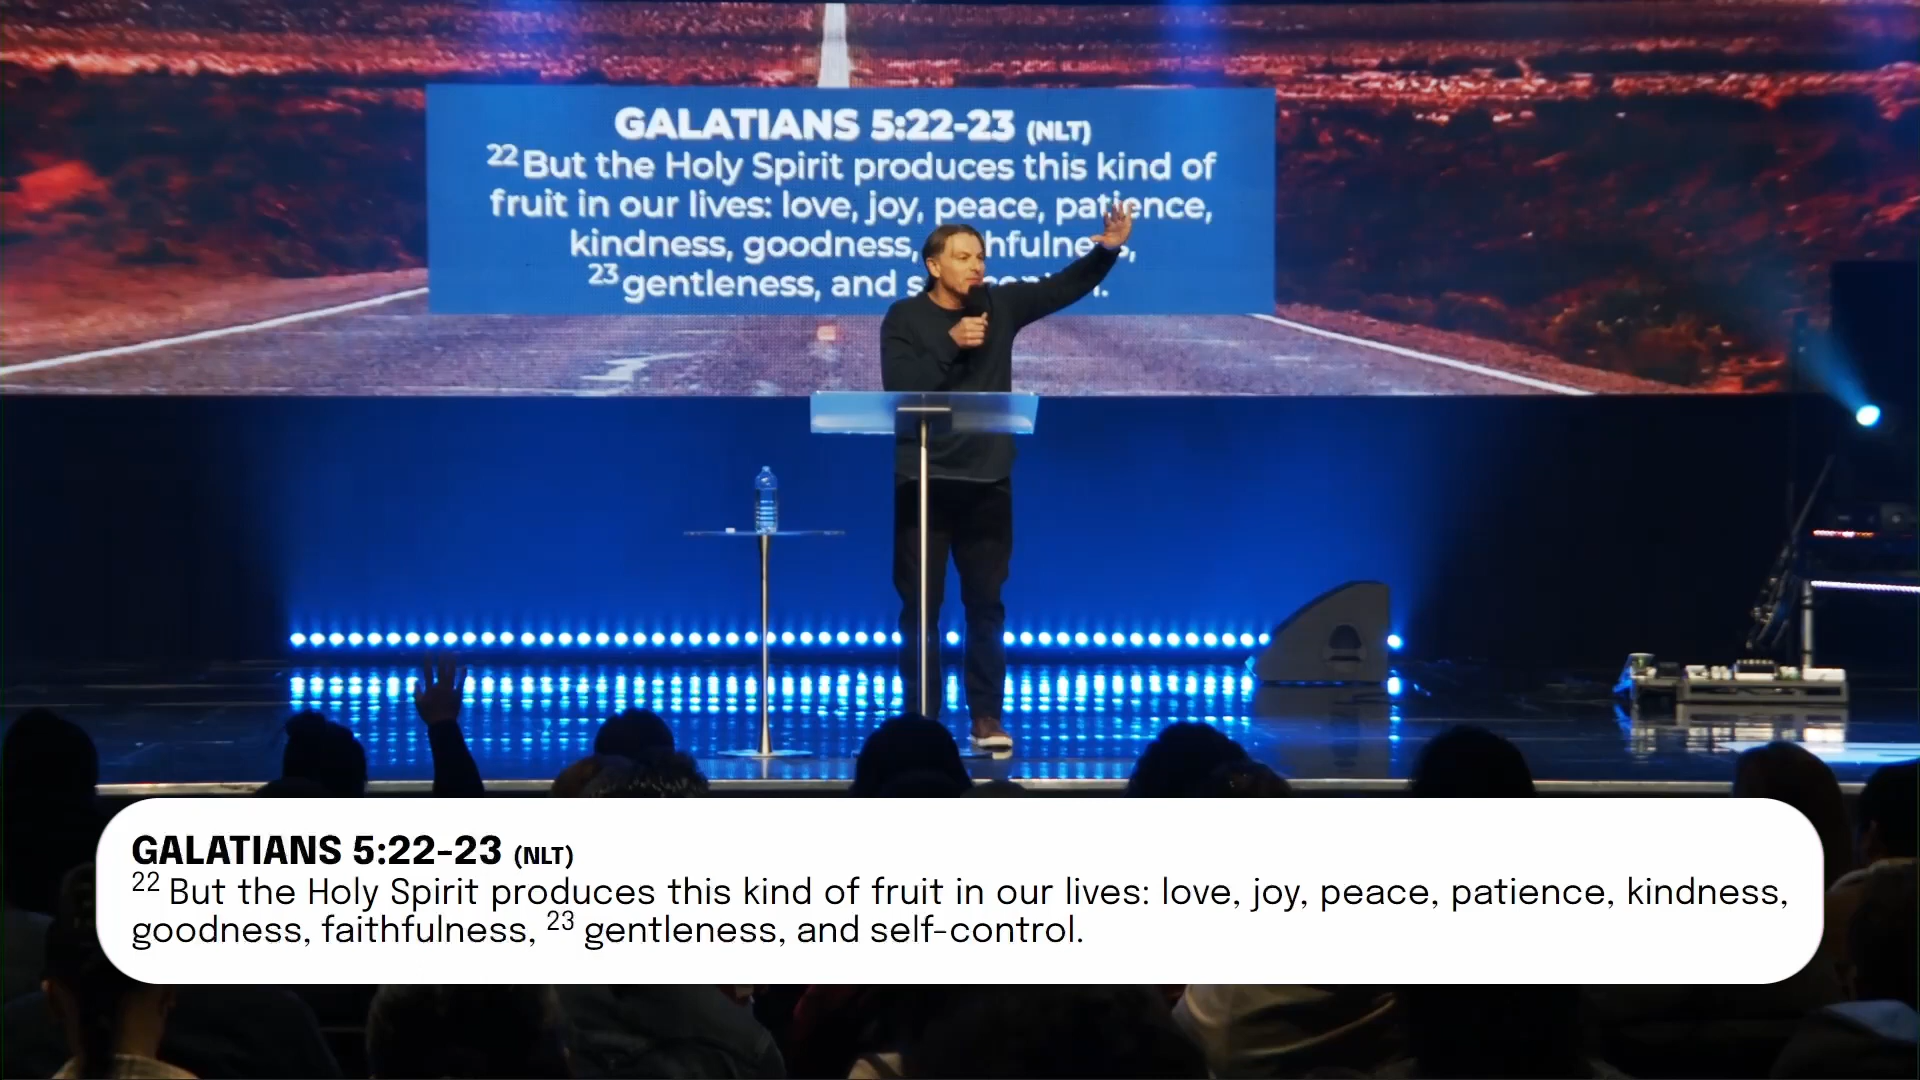 GALATIANS 5:22-23 (NLT)
22 But the Holy Spirit produces this kind of
fruit in our lives: love, joy, peace, patience,
kindness, goodness,
23 gentleness, and
GALATIANS 5:22-23 (NLT)
22 But the Holy Spirit produces this kind of fruit in our lives: love, joy, peace, patience, kindness,
goodness, faithfulness, 23 gentleness, and self-control.